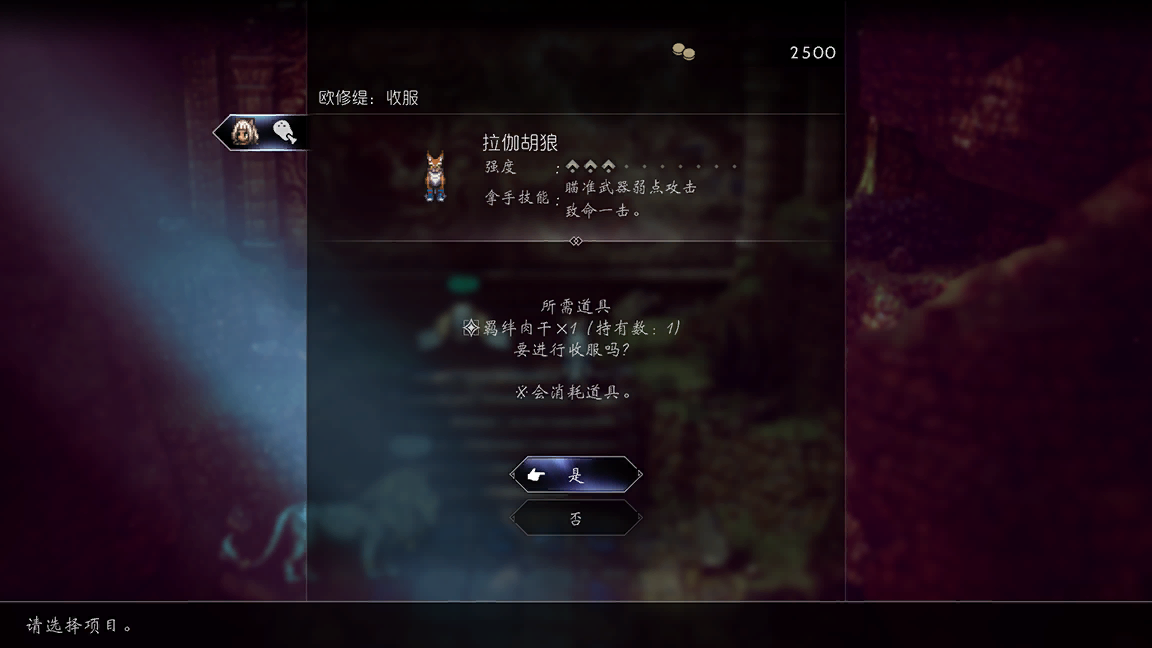 2500
欧修缇：收服
拉伽胡狼
强度：
拿手技能：瞄准武器弱点攻击
致命一击。
所需道具
羁绊肉干×1（持有数：1）
要进行收服吗？
※会消耗道具。
是
否
请选择项目。